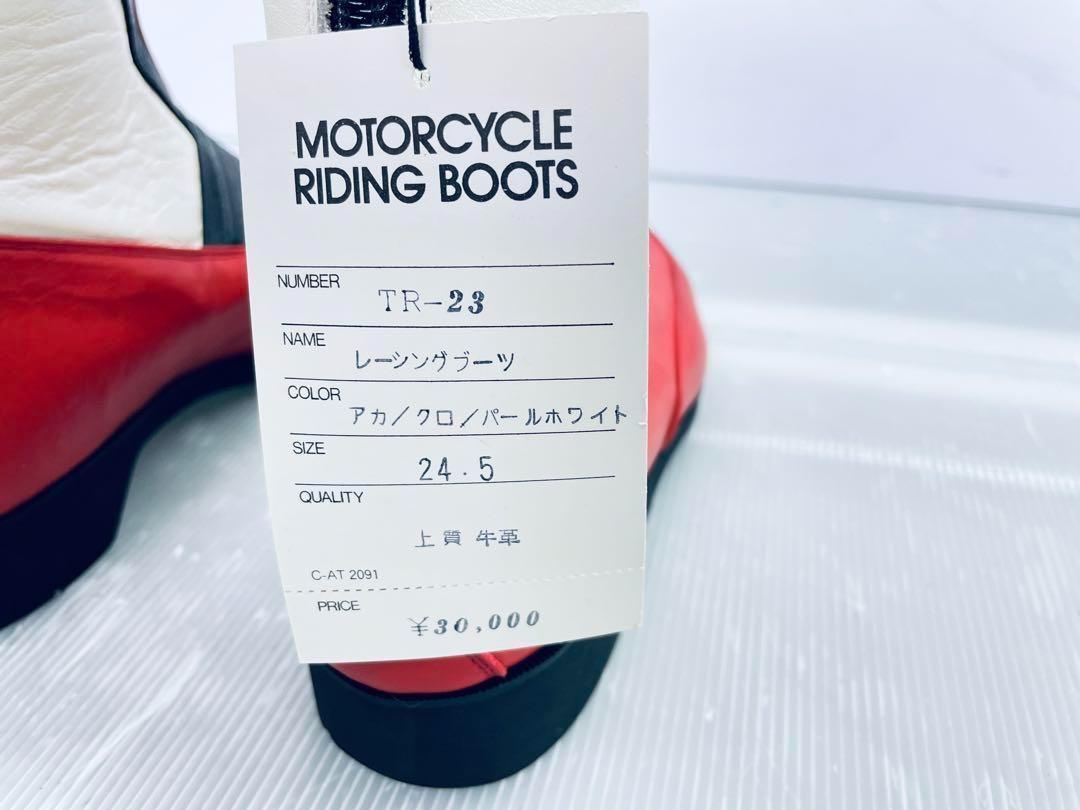 MOTORCYCLE
RIDING BOOTS
NUMBER
TR-23
NAME
レーシングブーツ
COLOR
アカ/クロ/パールホワイト
SIZE
24.5
QUALITY
上質 牛革
C-AT 2091
PRICE
¥30,000